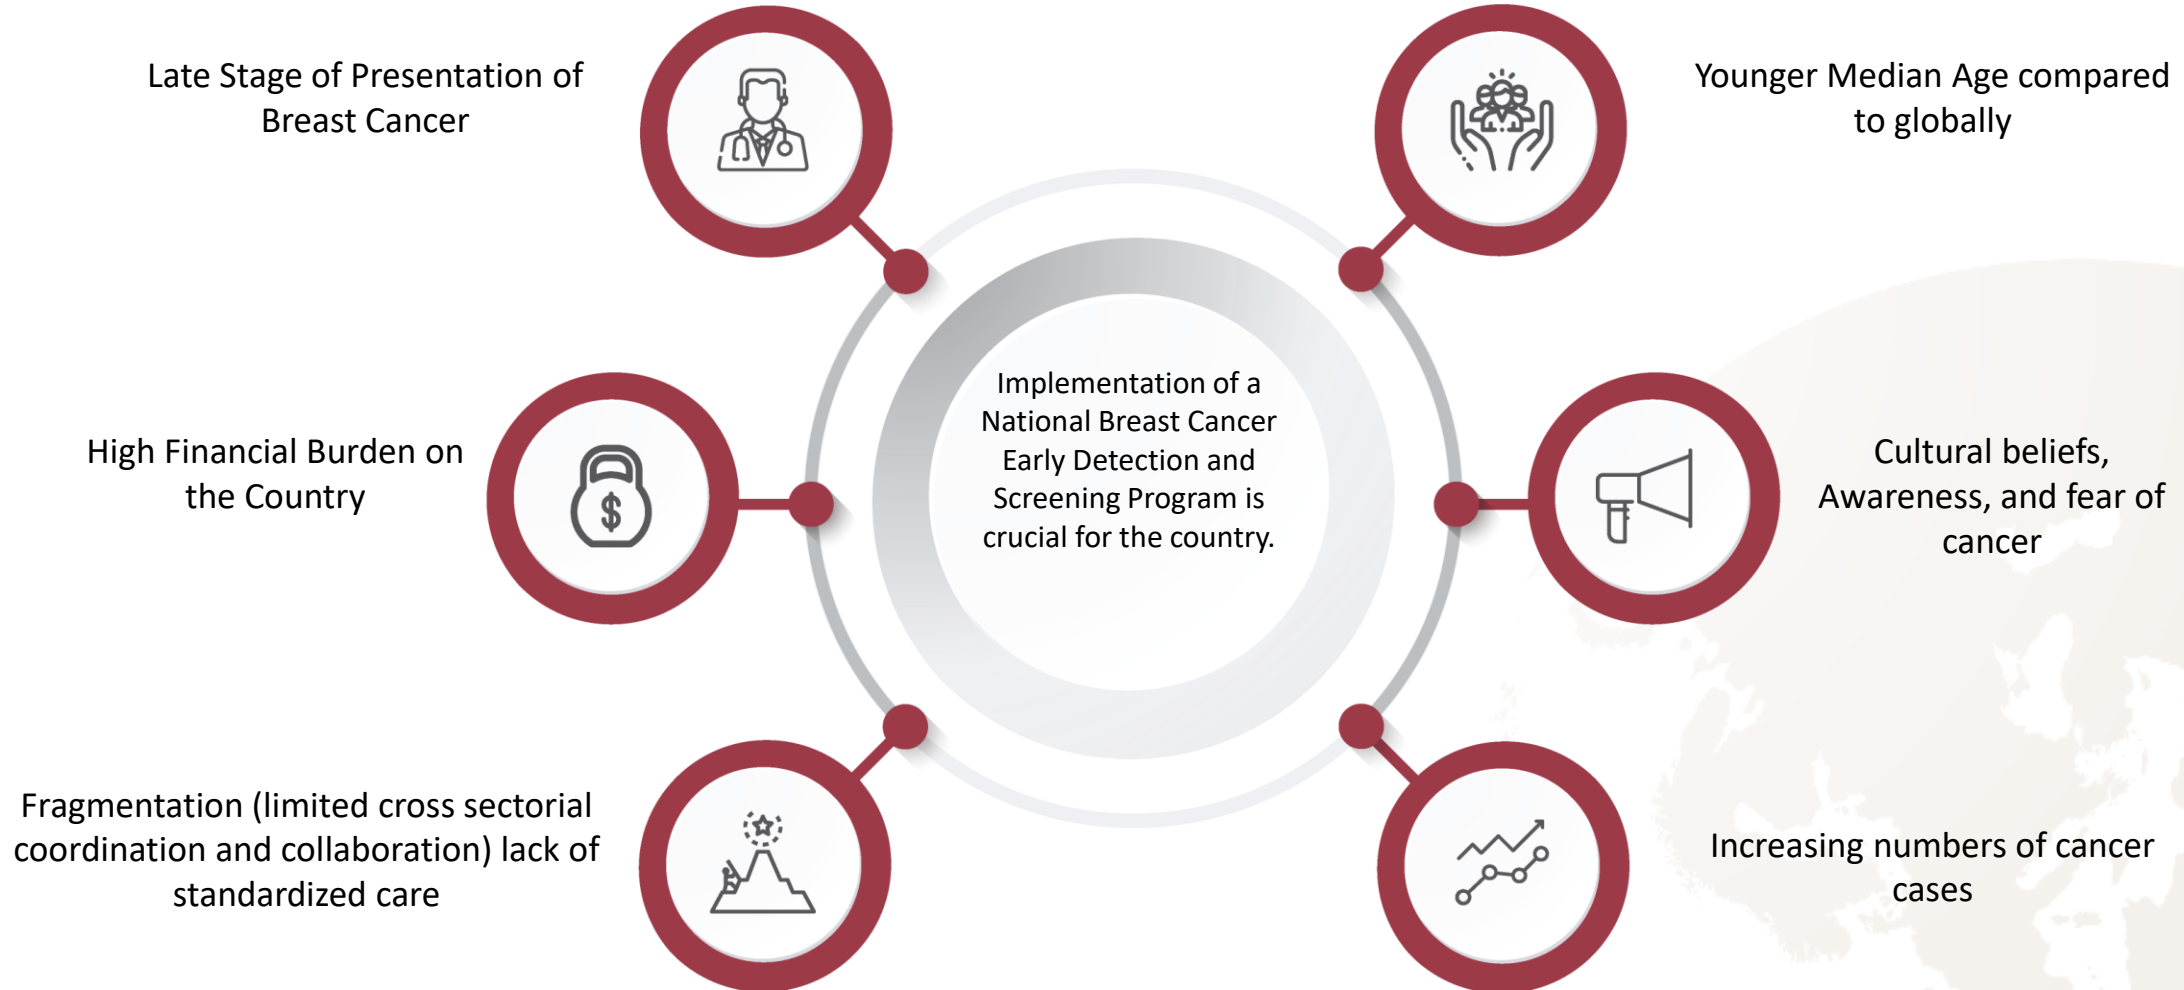 Late Stage of Presentation of
Breast Cancer
Younger Median Age compared
to globally
High Financial Burden on
the Country
Implementation of a
National Breast Cancer
Early Detection and
Screening Program is
crucial for the country.
Cultural beliefs,
Awareness, and fear of
cancer
Fragmentation (limited cross sectorial
coordination and collaboration) lack of
standardized care
Increasing numbers of cancer
cases
$